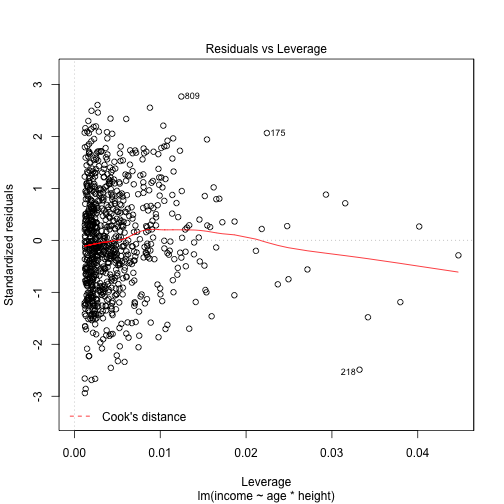 Residuals vs Leverage
Standardized residuals
3
2
1
0
-1
-2
-3
809
175
218
Cook's distance
0.00 0.01 0.02 0.03 0.04
Leverage
lm(income ~ age * height)